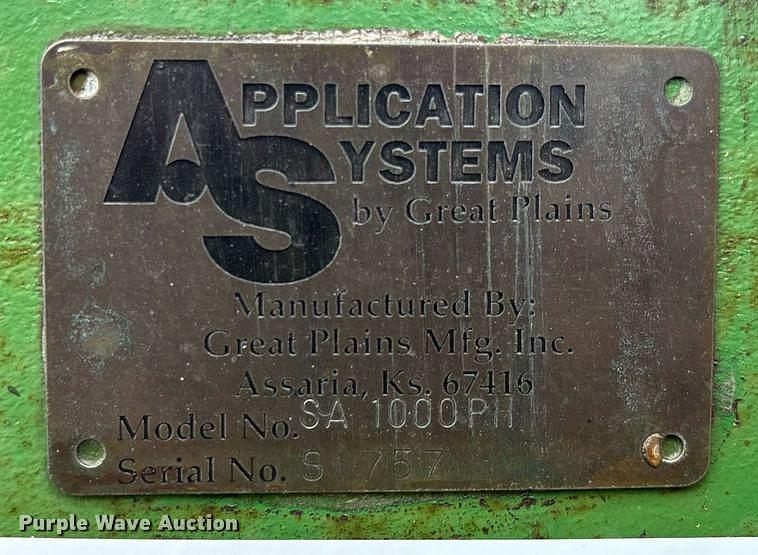 APPLICATION
SYSTEMS
by Great Plains
Manufactured By:
Great Plains Mfg. Inc.
Assaria, Ks. 67416
Model No. SA 1000PH
Serial No. S 757
Purple Wave Auction